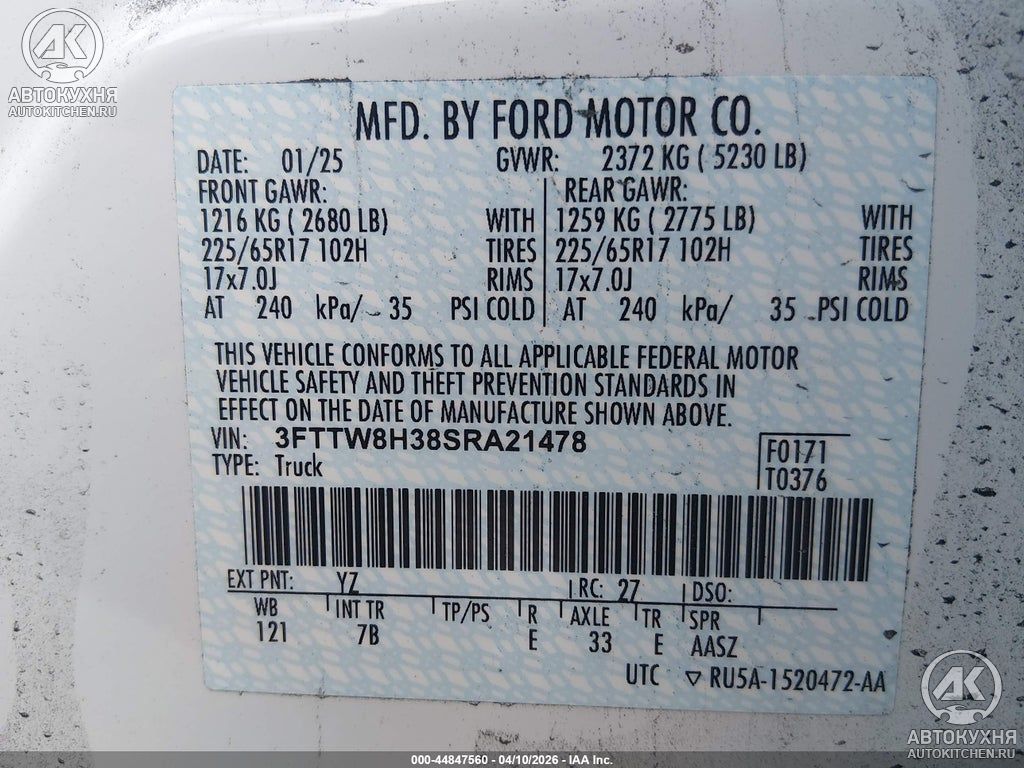 AK
АВТОКУХНЯ
AUTOKITCHEN.RU
MFD. BY FORD MOTOR CO.
DATE: 01/25 GVWR: 2372 KG ( 5230 LB)
FRONT GAWR: REAR GAWR:
1216 KG ( 2680 LB) WITH 1259 KG ( 2775 LB) WITH
225/65R17 102H TIRES 225/65R17 102H TIRES
17x7.0J RIMS 17x7.0J RIMS
AT 240 kPa/ 35 PSI COLD AT 240 kPa/ 35 PSI COLD
THIS VEHICLE CONFORMS TO ALL APPLICABLE FEDERAL MOTOR
VEHICLE SAFETY AND THEFT PREVENTION STANDARDS IN
EFFECT ON THE DATE OF MANUFACTURE SHOWN ABOVE.
VIN: 3FTTW8H38SRA21478
TYPE: Truck
F0171
T0376
EXT PNT: YZ RC: 27 DSO:
WB INT TR TP/PS R AXLE TR SPR
121 7B E 33 E AASZ
UTC ▽ RU5A-1520472-AA
AK
АВТОКУХНЯ
AUTOKITCHEN.RU
000-44847560 - 04/10/2026 - IAA Inc.